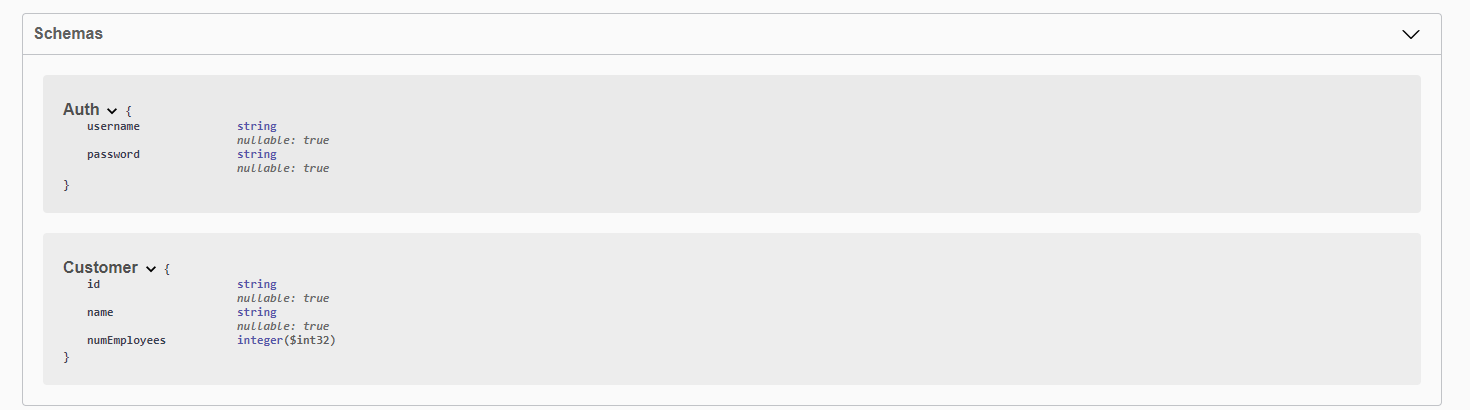 Schemas
Auth {
username string
nullable: true
password string
nullable: true
}
Customer {
id string
nullable: true
name string
nullable: true
numEmployees integer($int32)
}